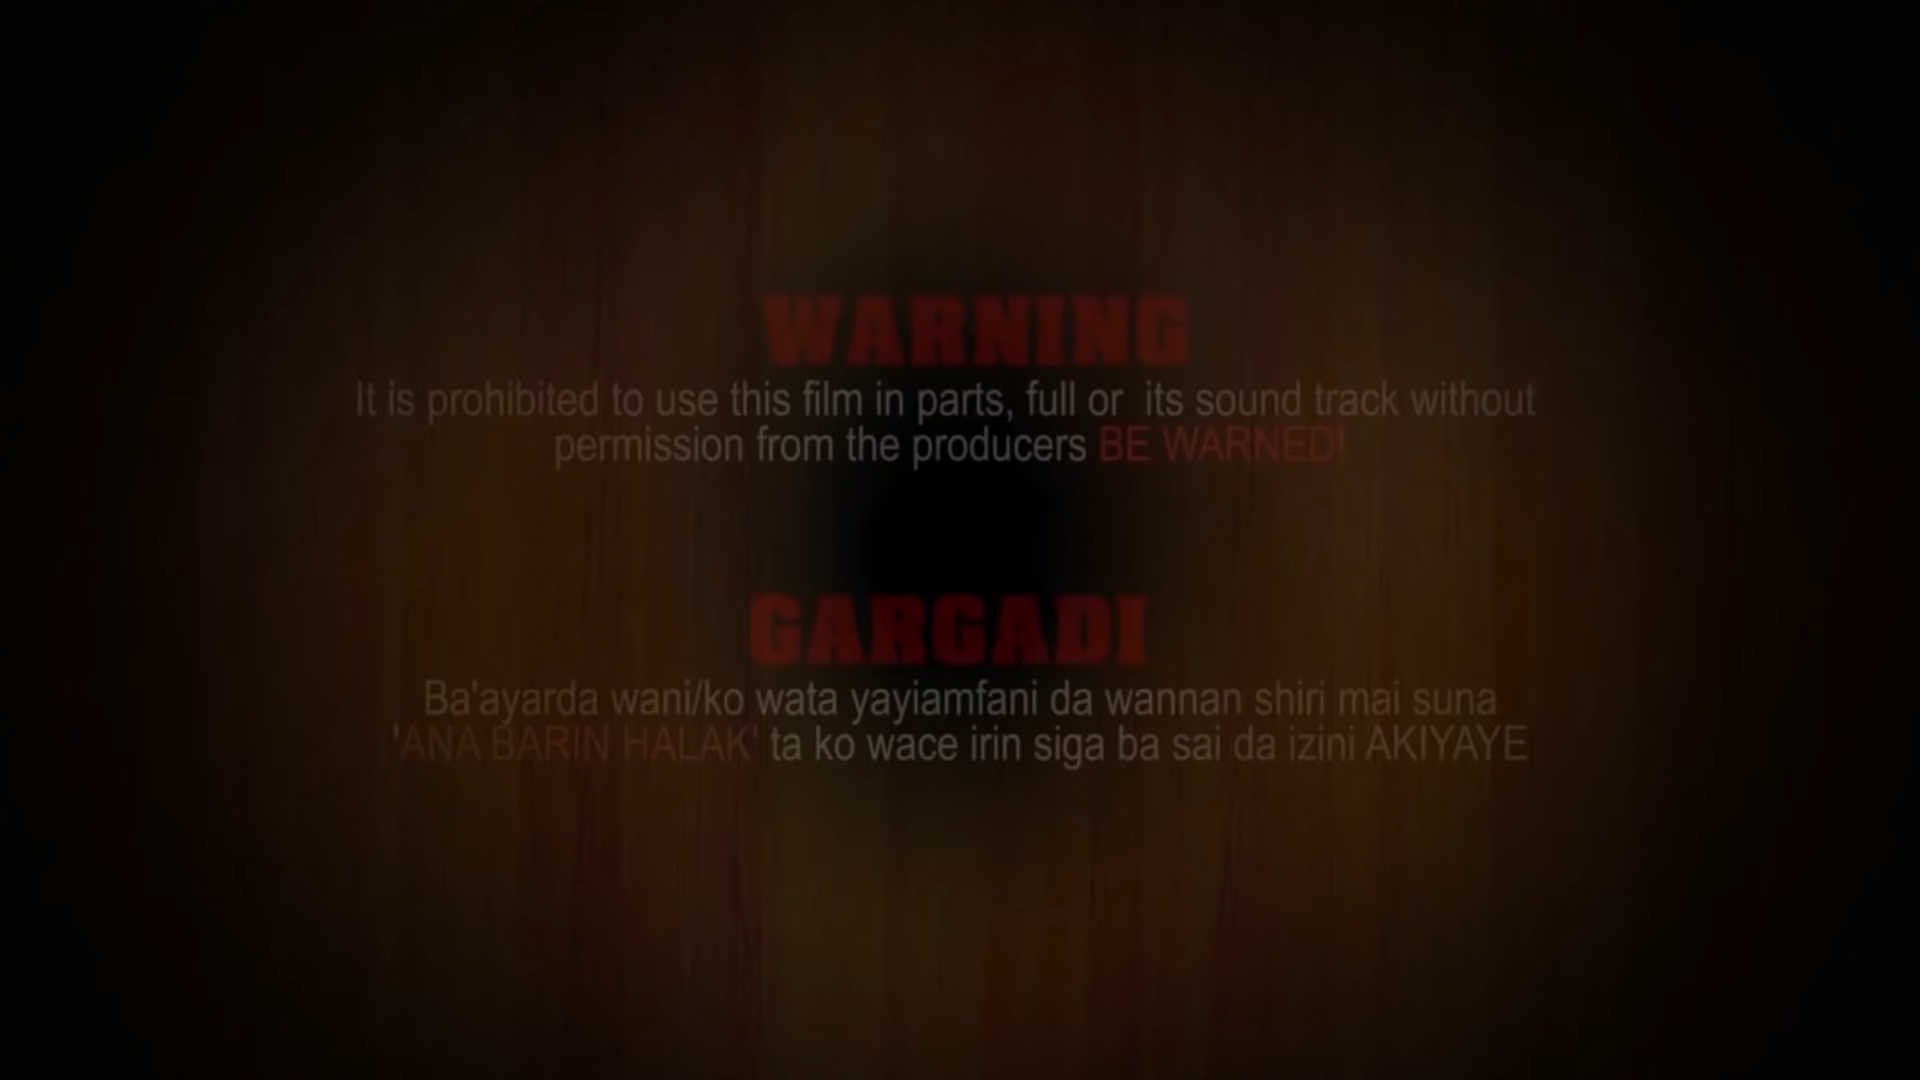 WARNING
It is prohibited to use this film in parts, full or its sound track without
permission from the producers BE WARNED!
GARGADI
Ba'ayarda wani/ko wata yayiamfani da wannan shiri mai suna
'ANA BARIN HALAK' ta ko wace irin siga ba sai da izini AKIYAYE